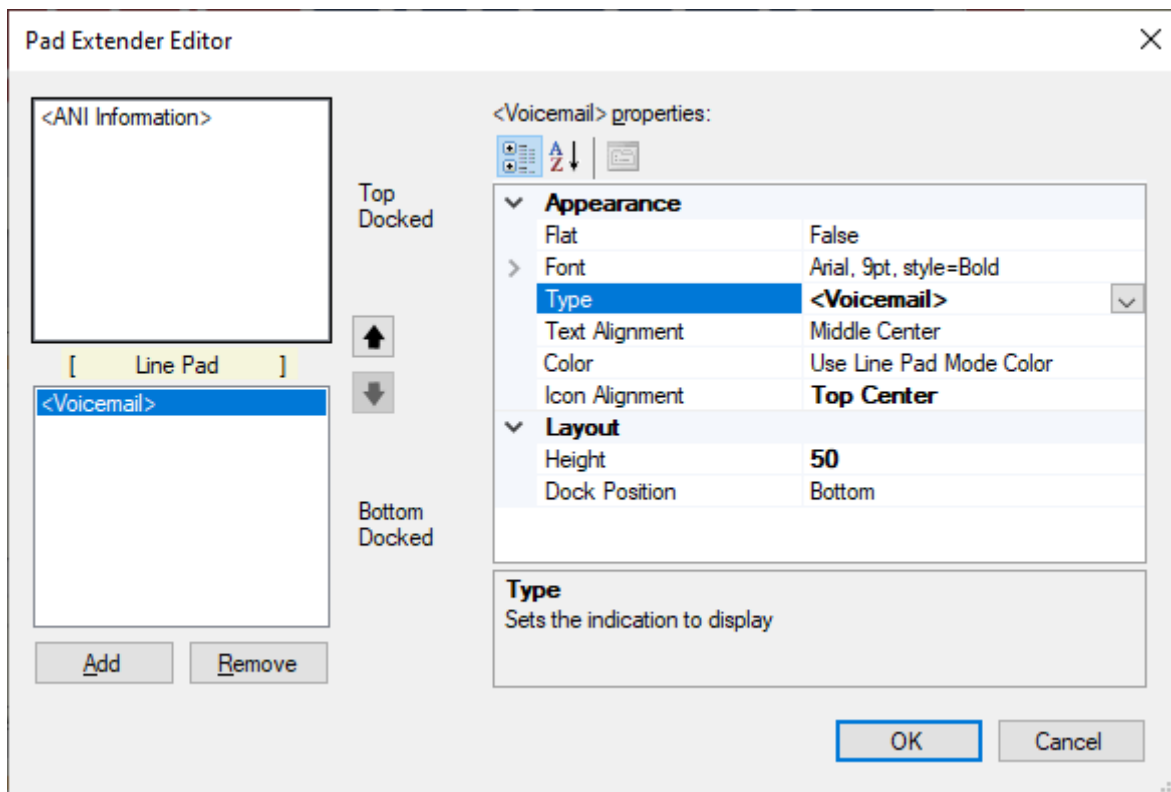 Pad Extender Editor
<ANI Information>
Top
Docked
[ Line Pad ]
<Voicemail>
Bottom
Docked
Add
Remove
<Voicemail> properties:
A
Z
Appearance
Flat False
Font Arial, 9pt, style=Bold
Type <Voicemail>
Text Alignment Middle Center
Color Use Line Pad Mode Color
Icon Alignment Top Center
Layout
Height 50
Dock Position Bottom
Type
Sets the indication to display
OK
Cancel